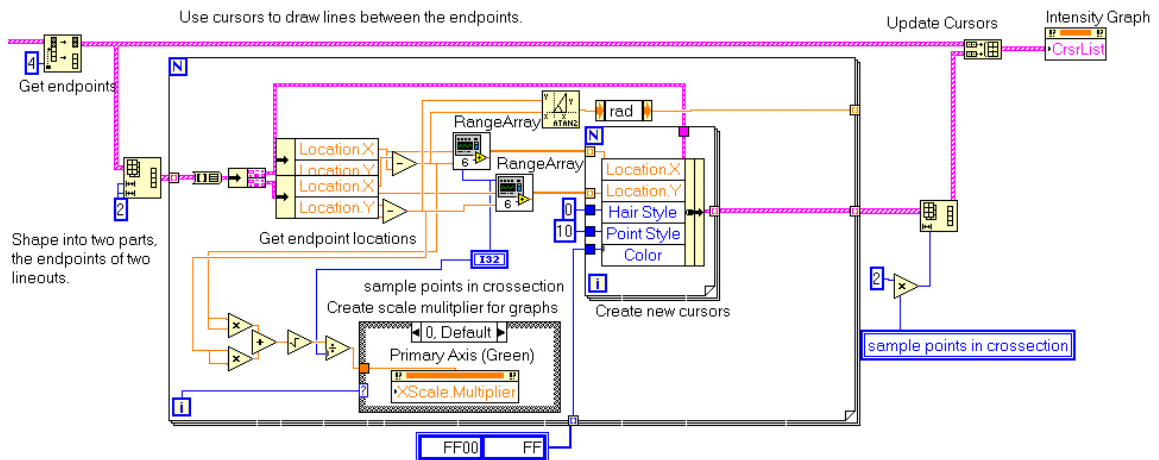 Use cursors to draw lines between the endpoints.
Update Cursors
Intensity Graph
CrsrList
4
Get endpoints
N
ATAN2
rad
RangeArray
6
RangeArray
6
N
Location.X
Location.Y
Location.X
Location.Y
Get endpoint locations
Location.X
Location.Y
0
Hair Style
10
Point Style
Color
i
Create new cursors
2
Shape into two parts,
the endpoints of two
lineouts.
I32
sample points in crossection
Create scale mulitplier for graphs
0, Default
Primary Axis (Green)
XScale.Multiplier
?
i
2
sample points in crossection
FF00
FF